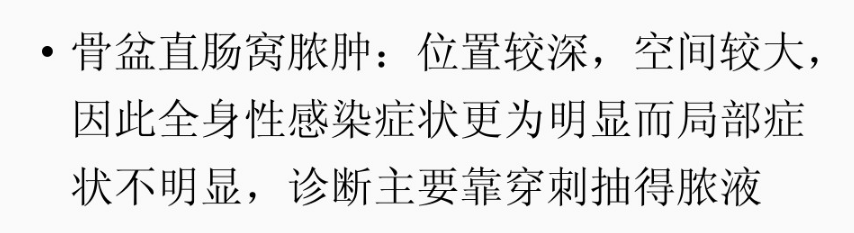 • 骨盆直肠窝脓肿：位置较深，空间较大，
因此全身性感染症状更为明显而局部症
状不明显，诊断主要靠穿刺抽得脓液